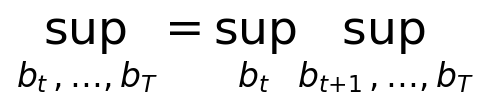 sup = sup sup
b_t, ..., b_T b_t b_{t+1}, ..., b_T